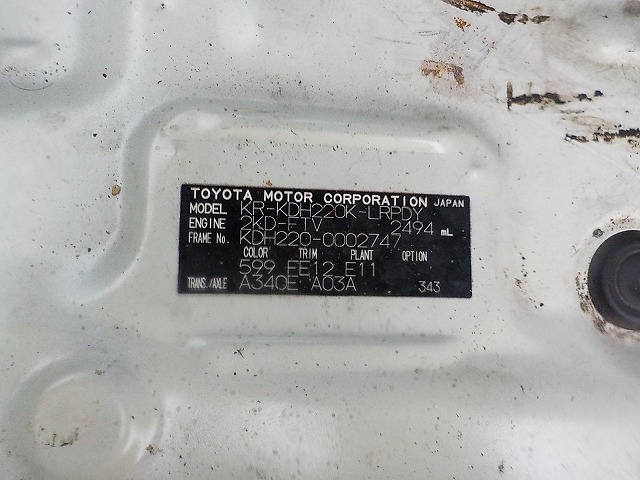 TOYOTA MOTOR CORPORATION JAPAN
MODEL KR-KDH220K-LRPDY
ENGINE 2KD-FTV 2494 mL
FRAME No. KDH220-0002747
COLOR TRIM PLANT OPTION
599 FE12 E11
TRANS./AXLE A340E A03A 343